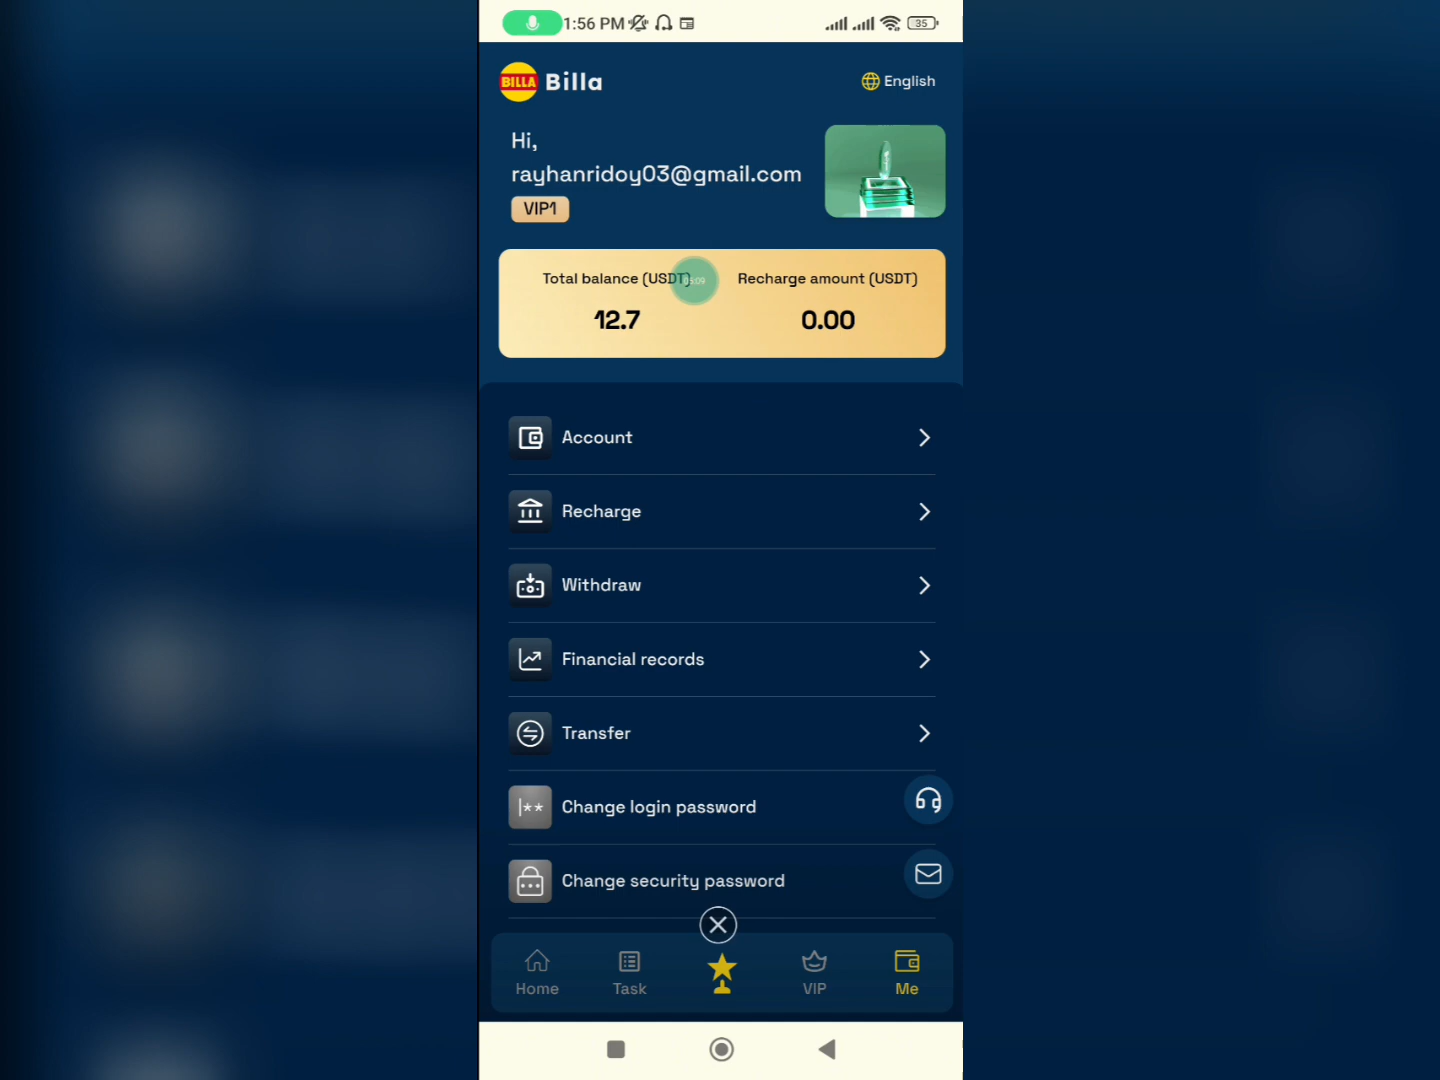 1:56 PM
35
BILLA Billa
English
Hi,
rayhanridoy03@gmail.com
VIP1
Total balance (USDT)
Recharge amount (USDT)
12.7
0.00
Account
Recharge
Withdraw
Financial records
Transfer
|**
Change login password
Change security password
Home
Task
VIP
Me